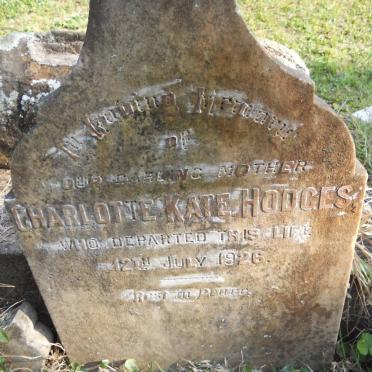 In Loving Memory
OF
OUR DARLING MOTHER
CHARLOTTE KATE HODGES
WHO DEPARTED THIS LIFE
12TH JULY 1926.
REST IN PEACE.